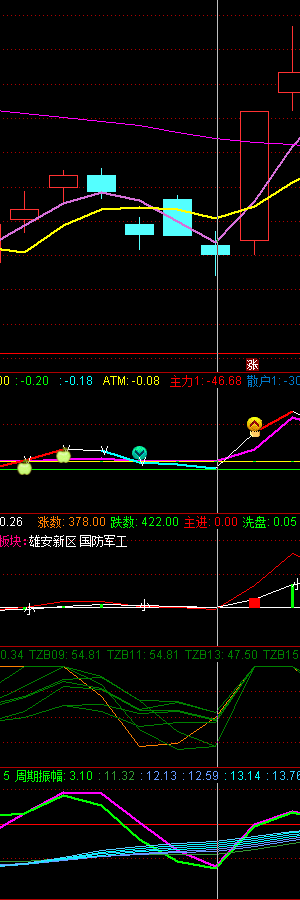 涨
00 :-0.20 :-0.18 ATM:-0.08 主力1:-46.68 散户1:-30
0.26 涨数: 378.00 跌数: 422.00 主进: 0.00 洗盘: 0.05
板块:雄安新区 国防军工
小 小 小
0.34 TZB09: 54.81 TZB11: 54.81 TZB13: 47.50 TZB15
5 周期振幅: 3.10 :11.32 :12.13 :12.59 :13.14 :13.76